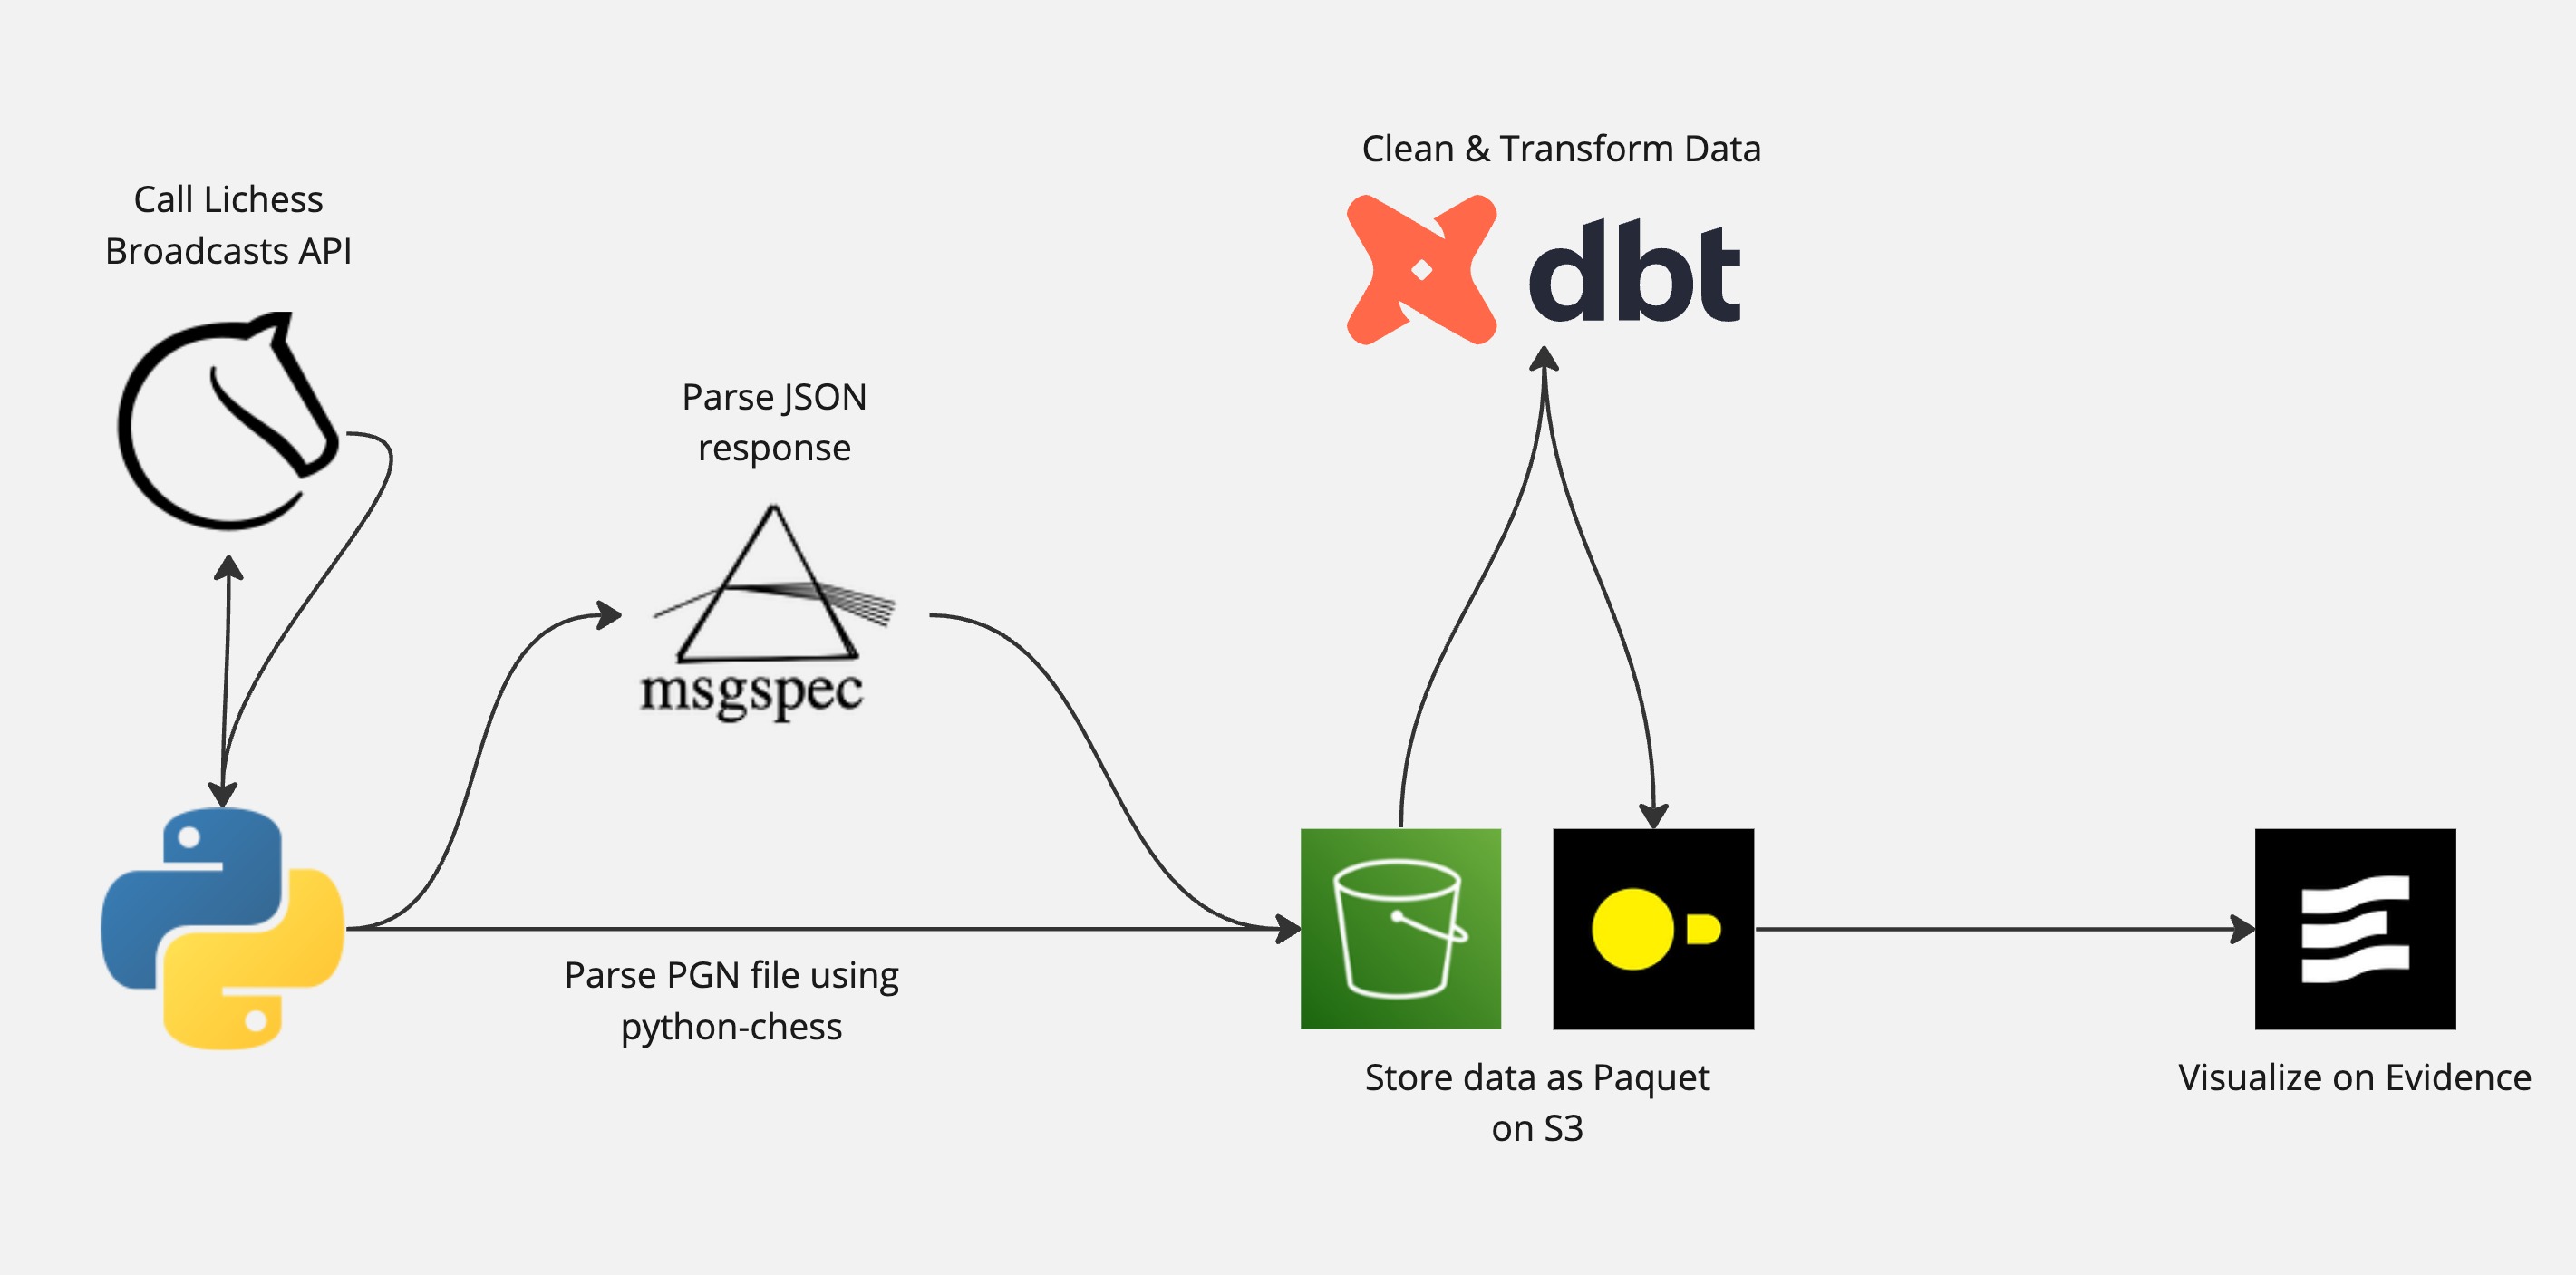 Call Lichess
Broadcasts API
Parse JSON
response
msgspec
Parse PGN file using
python-chess
Clean & Transform Data
dbt
Store data as Paquet
on S3
Visualize on Evidence